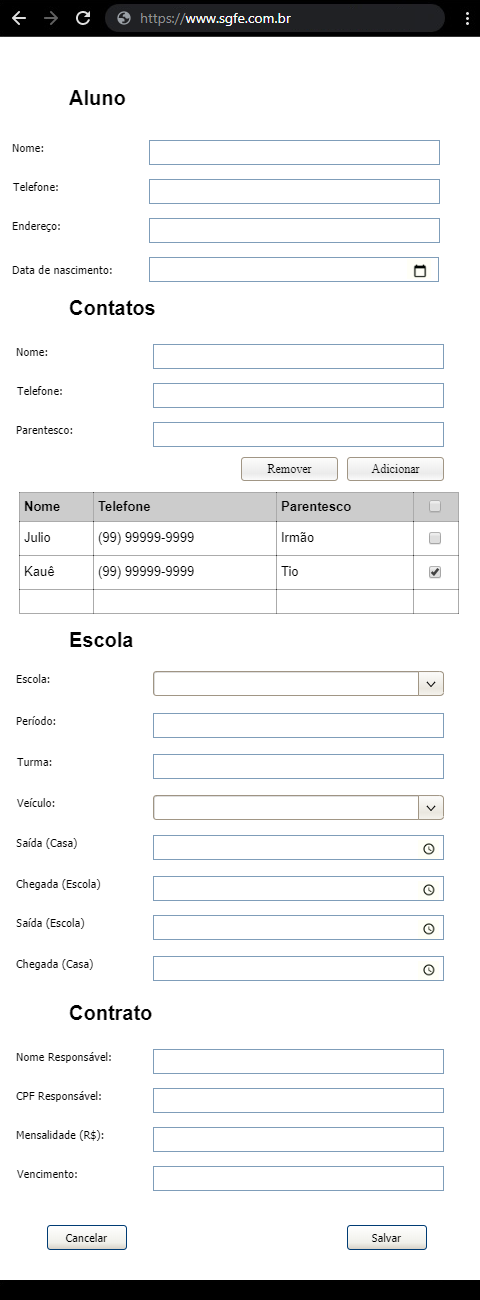 https://www.sgfe.com.br
Aluno
Nome:
Telefone:
Endereço:
Data de nascimento:
Contatos
Nome:
Telefone:
Parentesco:
Remover Adicionar
Nome Telefone Parentesco
Julio (99) 99999-9999 Irmão
Kauê (99) 99999-9999 Tio
Escola
Escola:
Período:
Turma:
Veículo:
Saída (Casa)
Chegada (Escola)
Saída (Escola)
Chegada (Casa)
Contrato
Nome Responsável:
CPF Responsável:
Mensalidade (R$):
Vencimento:
Cancelar Salvar